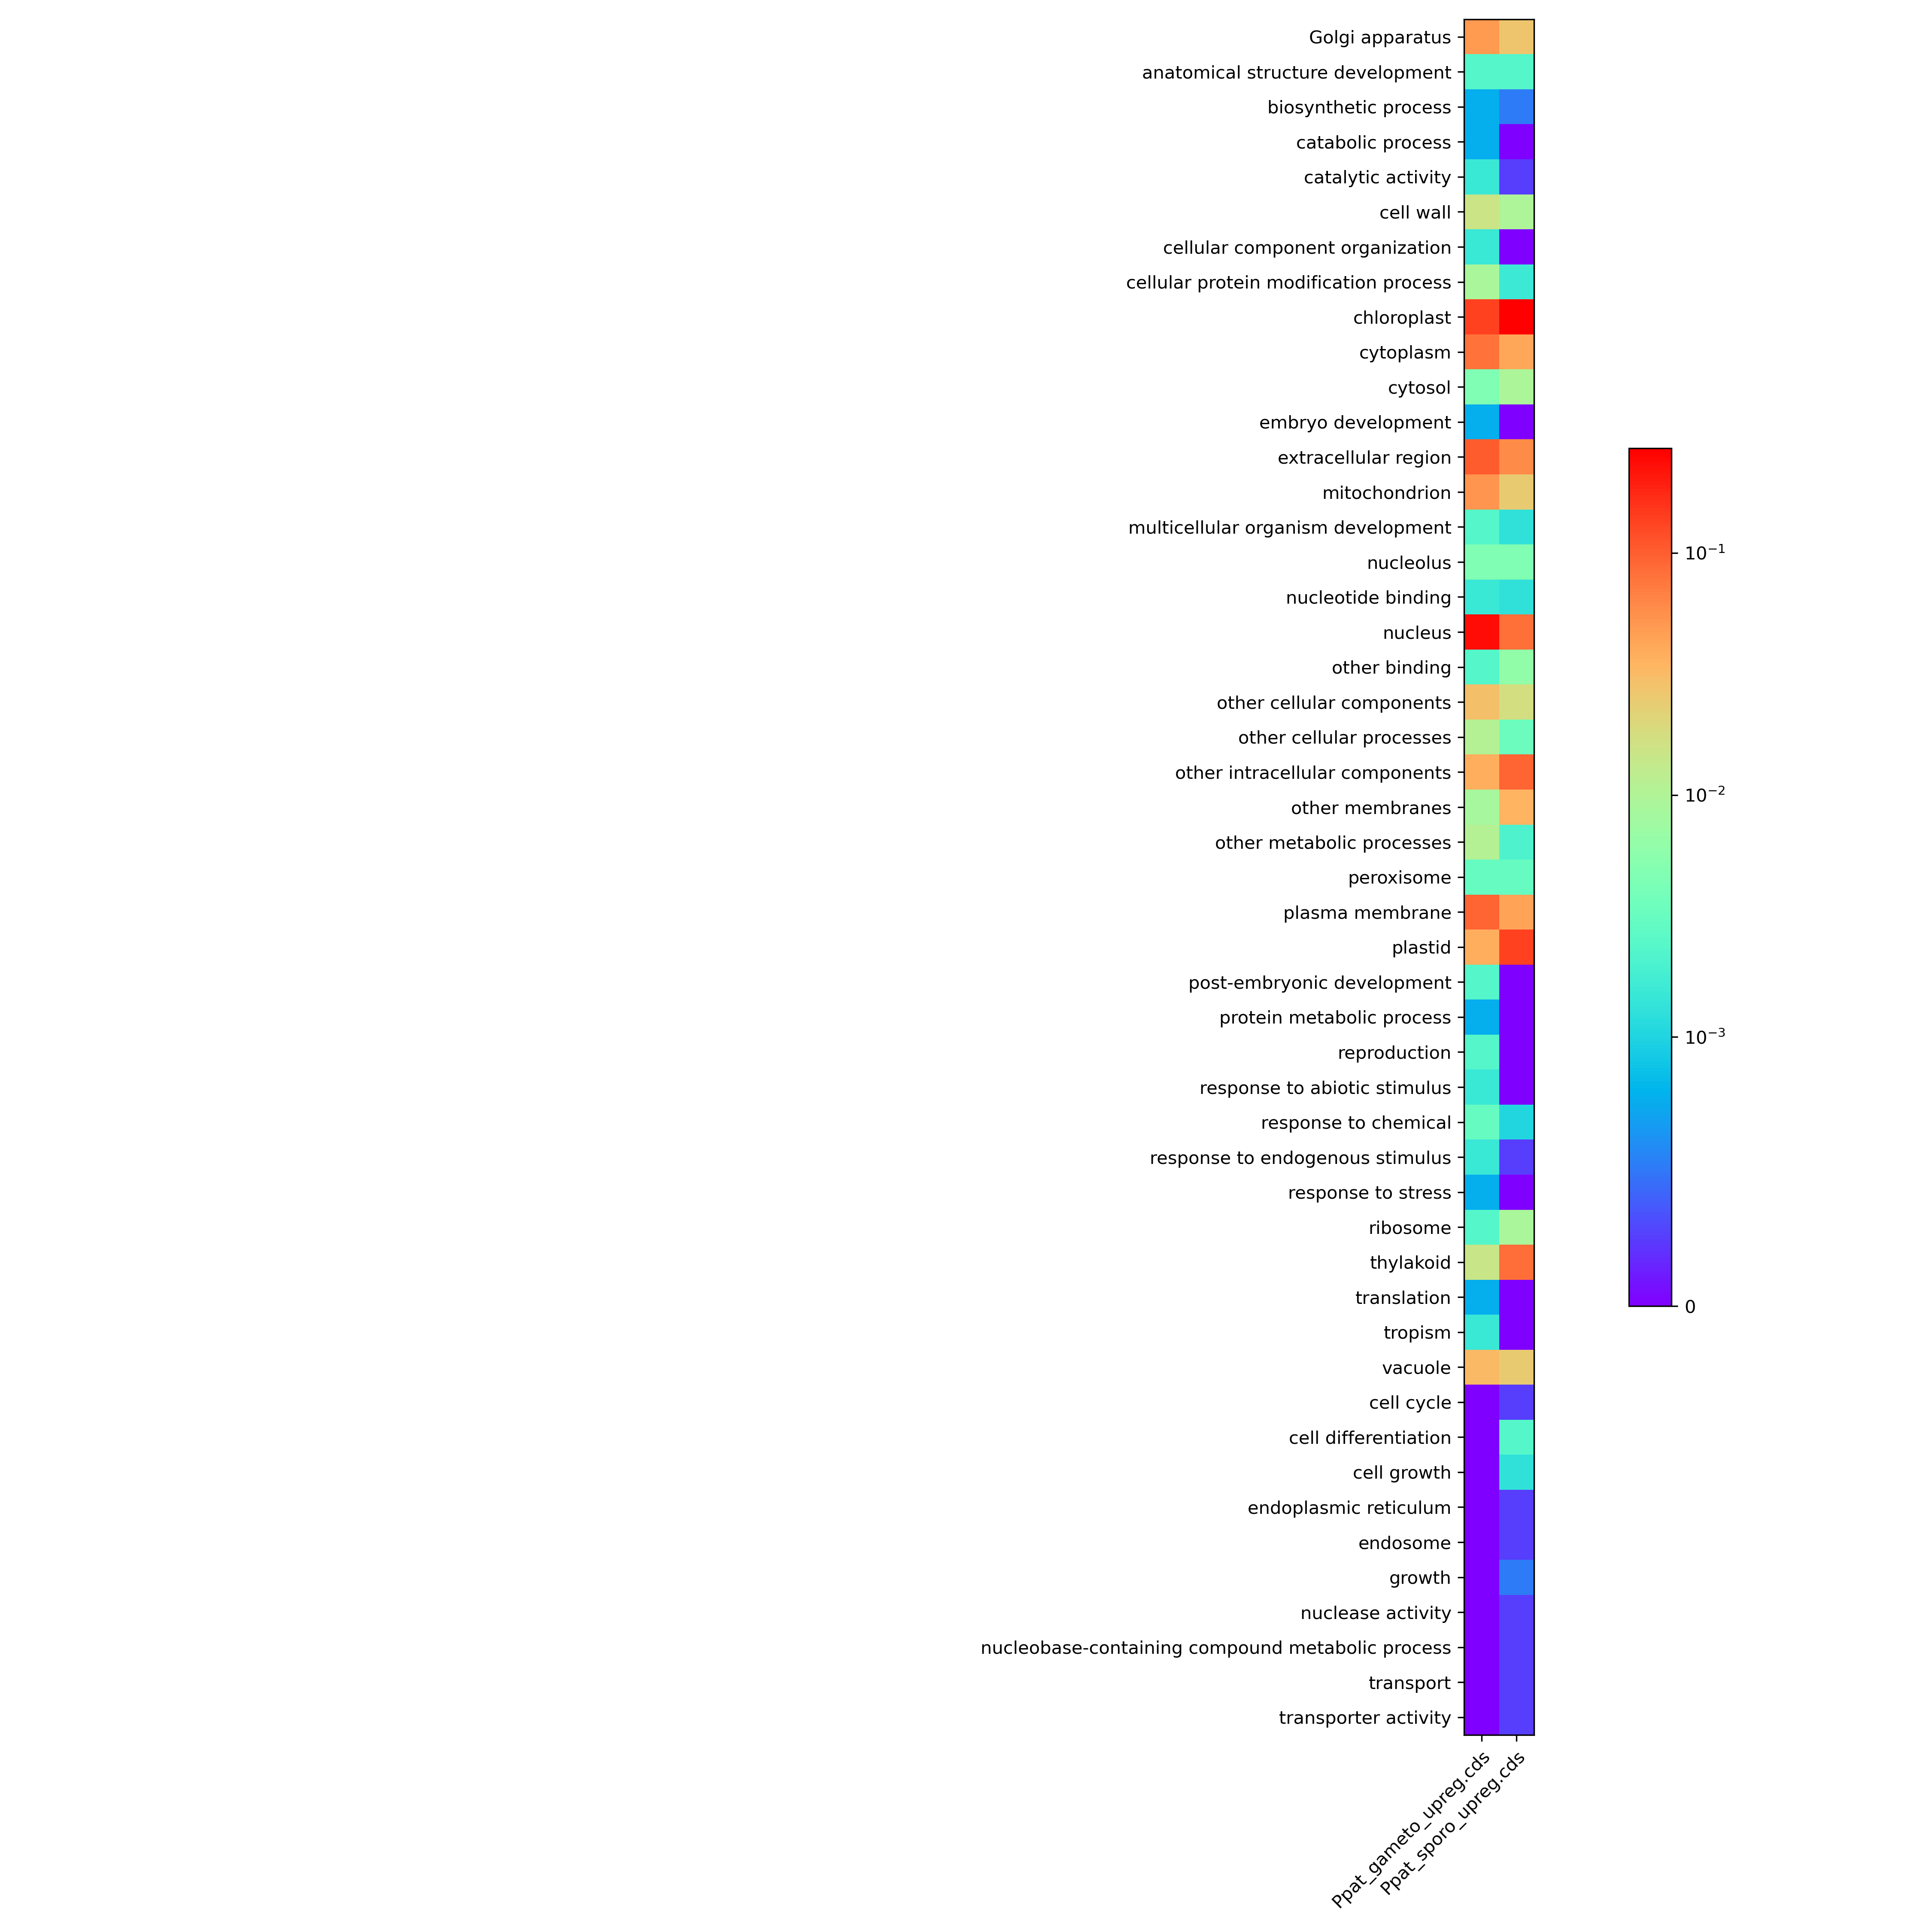 Golgi apparatus
anatomical structure development
biosynthetic process
catabolic process
catalytic activity
cell wall
cellular component organization
cellular protein modification process
chloroplast
cytoplasm
cytosol
embryo development
extracellular region
mitochondrion
multicellular organism development
nucleolus
nucleotide binding
nucleus
other binding
other cellular components
other cellular processes
other intracellular components
other membranes
other metabolic processes
peroxisome
plasma membrane
plastid
post-embryonic development
protein metabolic process
reproduction
response to abiotic stimulus
response to chemical
response to endogenous stimulus
response to stress
ribosome
thylakoid
translation
tropism
vacuole
cell cycle
cell differentiation
cell growth
endoplasmic reticulum
endosome
growth
nuclease activity
nucleobase-containing compound metabolic process
transport
transporter activity
Ppat_gameto_upreg.cds
Ppat_sporo_upreg.cds
10⁻¹
10⁻²
10⁻³
0